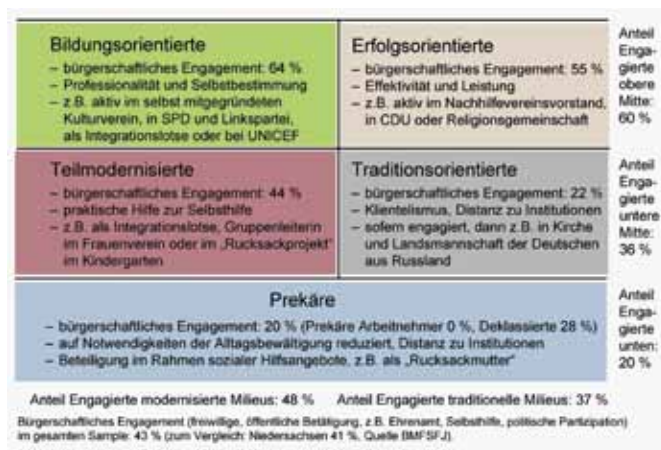 Bildungsorientierte
– bürgerschaftliches Engagement: 64 %
– Professionalität und Selbstbestimmung
– z.B. aktiv im selbst mitgegründeten
Kulturverein, in SPD und Linkspartei,
als Integrationslotse oder bei UNICEF
Erfolgsorientierte
– bürgerschaftliches Engagement: 55 %
– Effektivität und Leistung
– z.B. aktiv im Nachhilfevereinsvorstand,
in CDU oder Religionsgemeinschaft
Anteil
Enga-
gierte
obere
Mitte:
60 %
Teilmodernisierte
– bürgerschaftliches Engagement: 44 %
– praktische Hilfe zur Selbsthilfe
– z.B. als Integrationslotse, Gruppenleiterin
im Frauenverein oder im „Rucksackprojekt“
im Kindergarten
Traditionsorientierte
– bürgerschaftliches Engagement: 22 %
– Klientelismus, Distanz zu Institutionen
– sofern engagiert, dann z.B. in Kirche
und Landsmannschaft der Deutschen
aus Russland
Anteil
Enga-
gierte
untere
Mitte:
36 %
Prekäre
– bürgerschaftliches Engagement: 20 % (Prekäre Arbeitnehmer 0 %, Deklassierte 28 %)
– auf Notwendigkeiten der Alltagsbewältigung reduziert, Distanz zu Institutionen
– Beteiligung im Rahmen sozialer Hilfsangebote, z.B. als „Rucksackmutter“
Anteil
Enga-
gierte
unten:
20 %
Anteil Engagierte modernisierte Milieus: 48 % Anteil Engagierte traditionelle Milieus: 37 %
Bürgerschaftliches Engagement (freiwillige, öffentliche Betätigung, z.B. Ehrenamt, Selbsthilfe, politische Partizipation)
im gesamten Sample: 43 % (zum Vergleich: Niedersachsen 41 %, Quelle BMFSFJ).